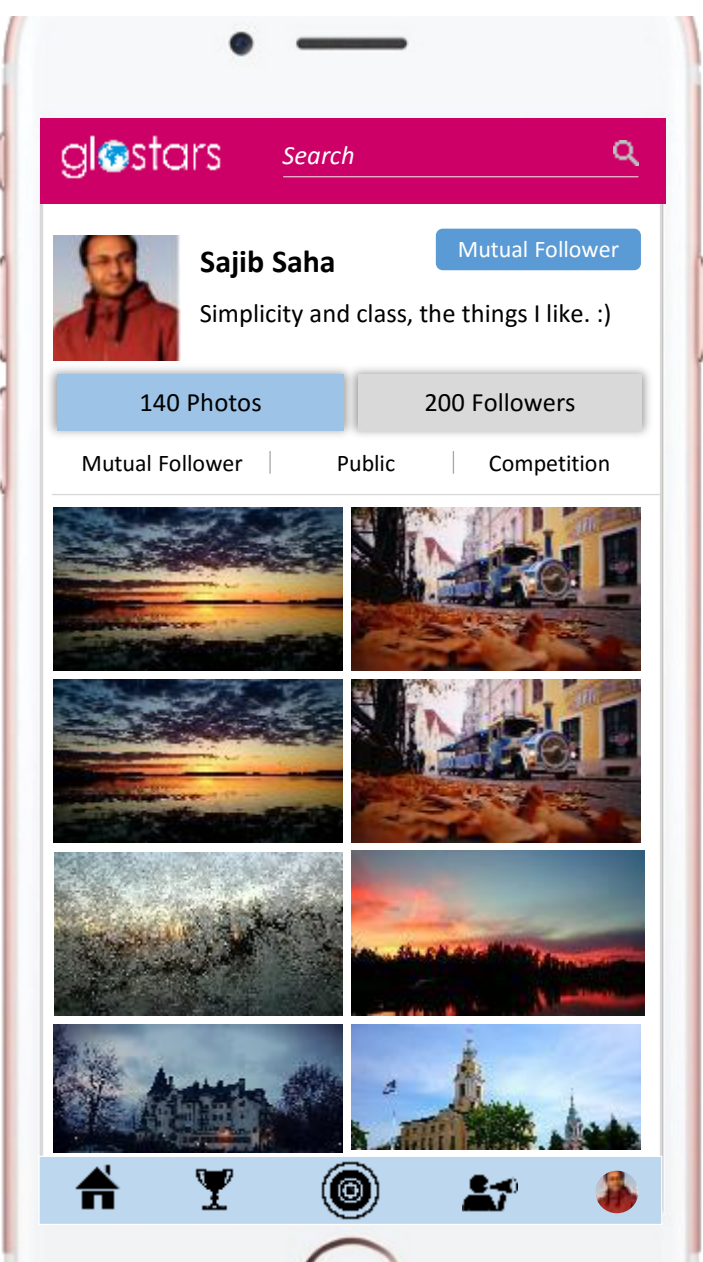 glostars
Search
Sajib Saha
Mutual Follower
Simplicity and class, the things I like. :)
140 Photos
200 Followers
Mutual Follower
Public
Competition